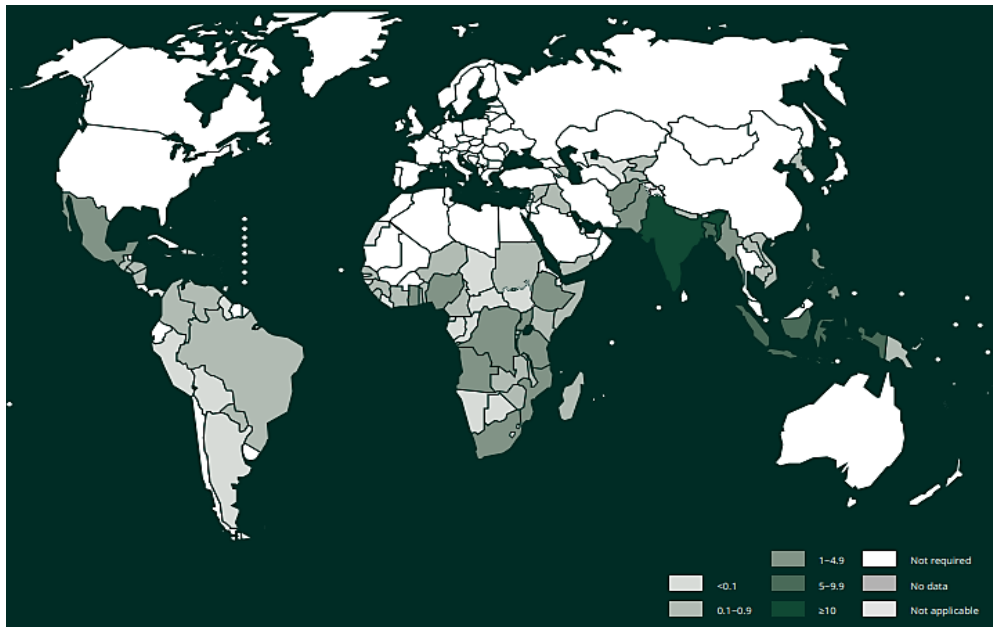 1–4.9 Not required
<0.1 5–9.9 No data
0.1–0.9 ≥10 Not applicable